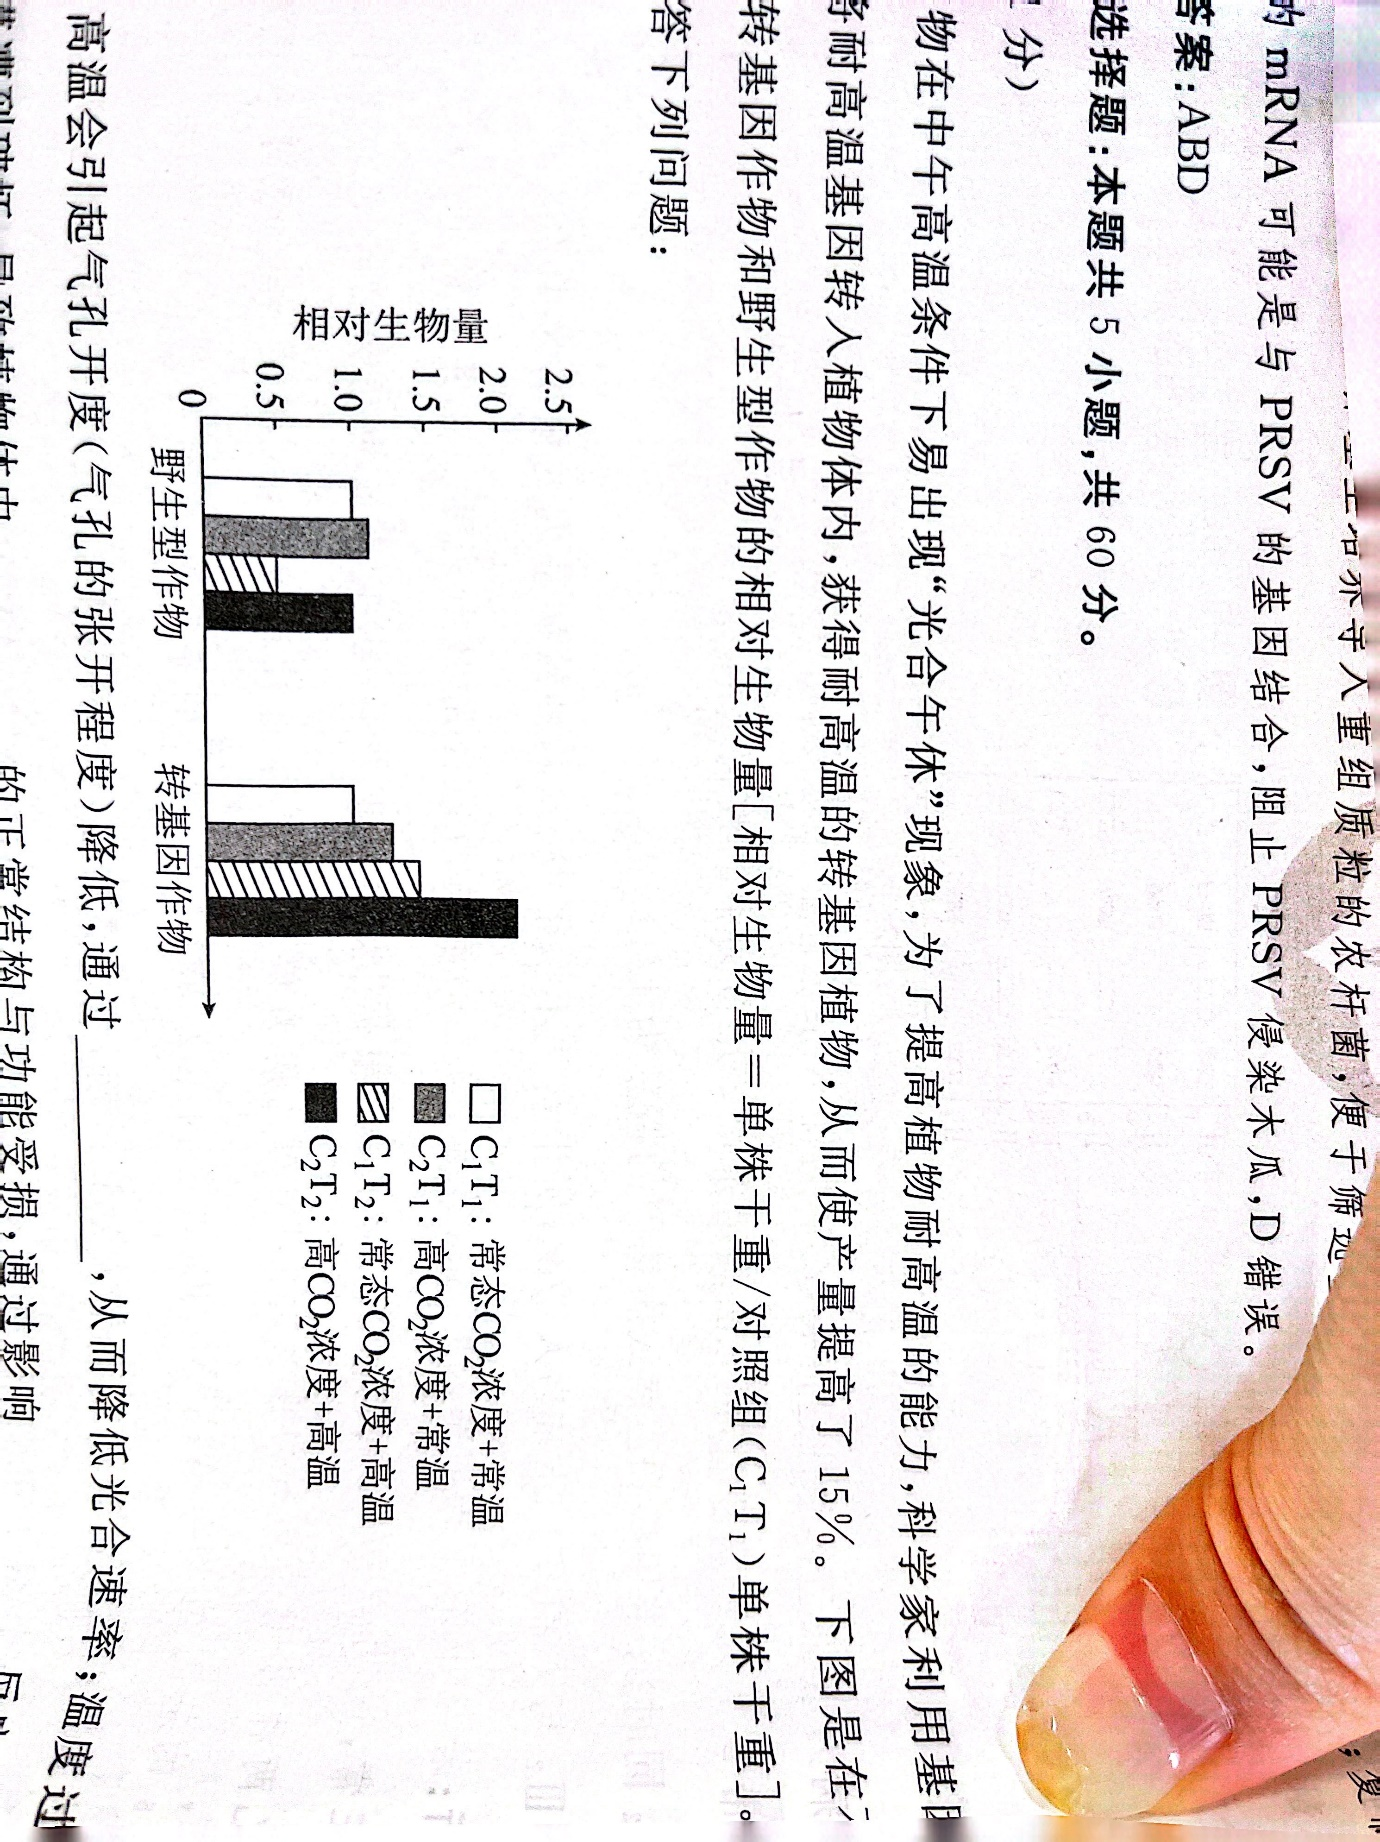 的 mRNA 可能是与 PRSV 的基因结合,阻止 PRSV 侵染木瓜,D 错误。
答案:ABD
选择题:本题共 5 小题,共 60 分。
分)
物在中午高温条件下易出现“光合午休”现象,为了提高植物耐高温的能力,科学家利用基
将耐高温基因转入植物体内,获得耐高温的转基因植物,从而使产量提高了 15%。下图是在
转基因作物和野生型作物的相对生物量[相对生物量=单株干重/对照组(C₁T₁)单株干重]。
答下列问题:
相对生物量
2.5
2.0
1.5
1.0
0.5
0
野生型作物
转基因作物
C₁T₁:常态CO₂浓度+常温
C₂T₁:高CO₂浓度+常温
C₁T₂:常态CO₂浓度+高温
C₂T₂:高CO₂浓度+高温
高温会引起气孔开度(气孔的张开程度)降低,通过________,从而降低光合速率;温度过
的正常结构与功能受损,通过影响